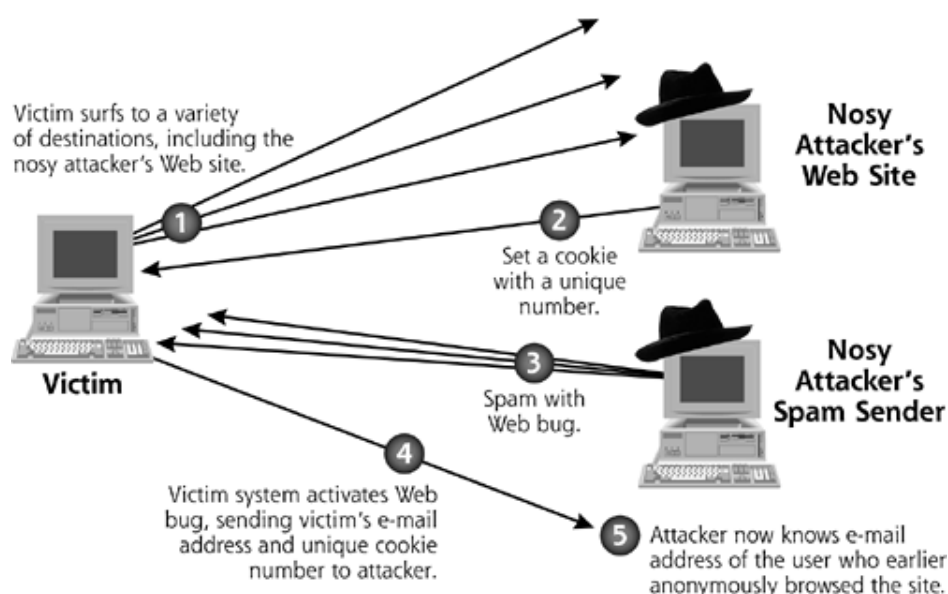 Victim surfs to a variety
of destinations, including the
nosy attacker's Web site.
1
Nosy
Attacker's
Web Site
2
Set a cookie
with a unique
number.
Victim
3
Spam with
Web bug.
Nosy
Attacker's
Spam Sender
4
Victim system activates Web
bug, sending victim's e-mail
address and unique cookie
number to attacker.
5
Attacker now knows e-mail
address of the user who earlier
anonymously browsed the site.